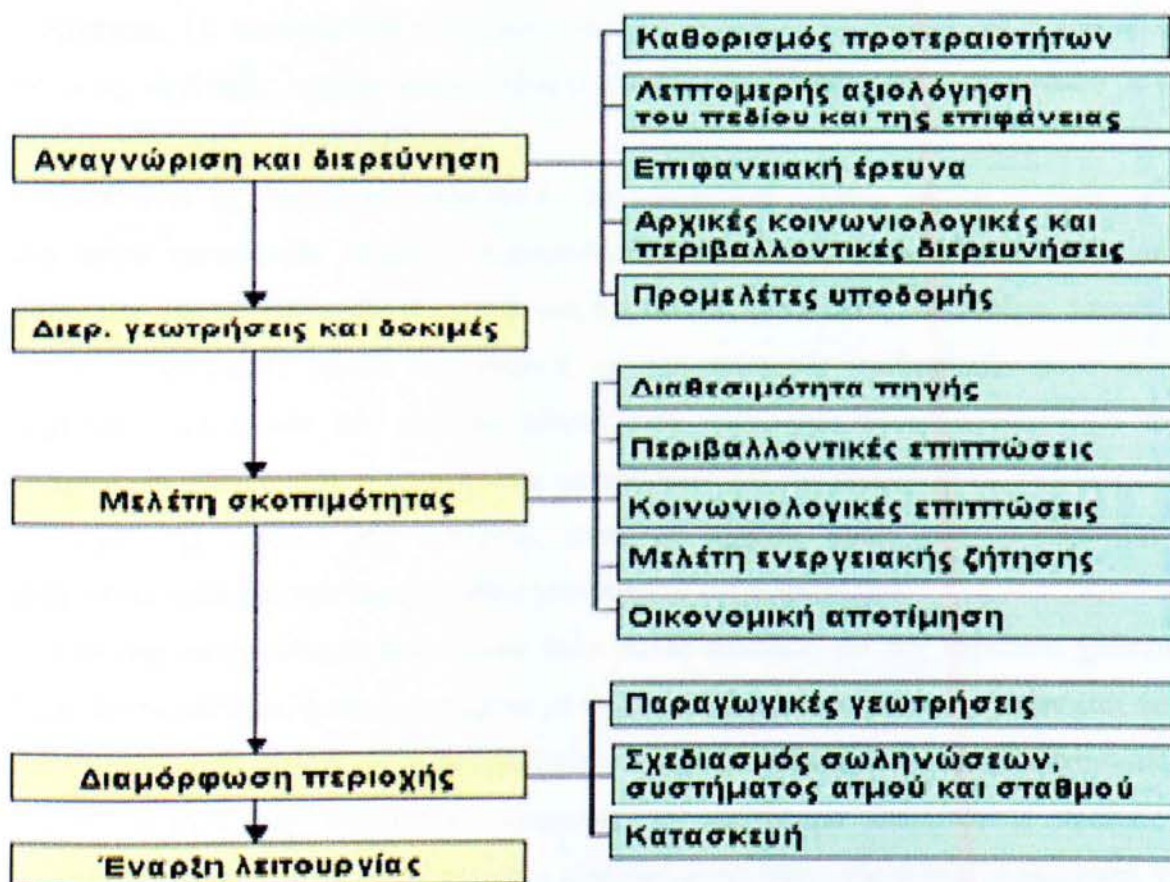 Καθορισμός προτεραιοτήτων
Λεπτομερής αξιολόγηση
του πεδίου και της επιφάνειας
Αναγνώριση και διερεύνηση
Επιφανειακή έρευνα
Αρχικές κοινωνιολογικές και
περιβαλλοντικές διερευνήσεις
Προμελέτες υποδομής
Διερ. γεωτρήσεις και δοκιμές
Διαθεσιμότητα πηγής
Περιβαλλοντικές επιπτώσεις
Μελέτη σκοπιμότητας
Κοινωνιολογικές επιπτώσεις
Μελέτη ενεργειακής ζήτησης
Οικονομική αποτίμηση
Παραγωγικές γεωτρήσεις
Διαμόρφωση περιοχής
Σχεδιασμός σωληνώσεων,
συστήματος ατμού και σταθμού
Κατασκευή
Έναρξη λειτουργίας